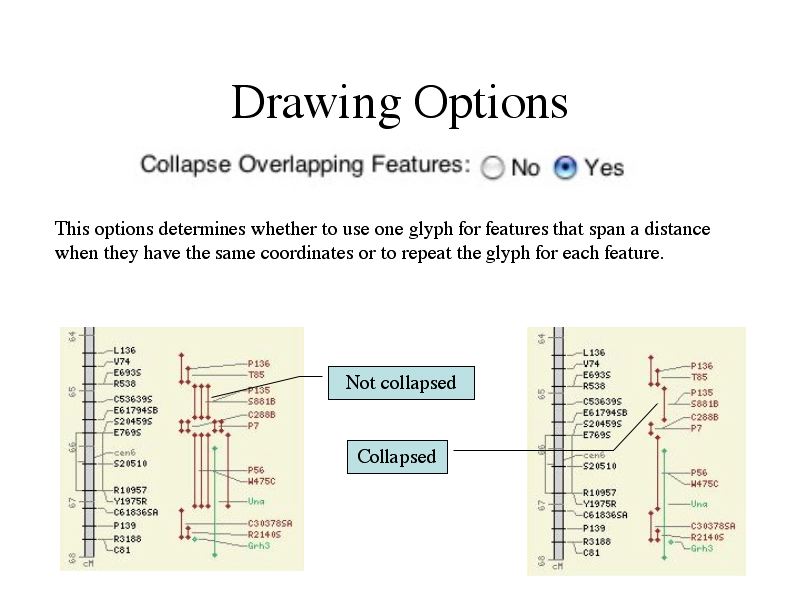 Drawing Options
Collapse Overlapping Features: No Yes
This options determines whether to use one glyph for features that span a distance
when they have the same coordinates or to repeat the glyph for each feature.
64
L136
V74
E693S
R538
65
C53639S
E61794SB
S20459S
E769S
66
cen6
S20510
R10957
67
Y1975R
C61836SA
P139
R3188
C81
68
cM
P136
T85
P135
S881B
C288B
P7
P56
W475C
Una
C30378SA
R2140S
Grh3
Not collapsed
Collapsed
64
L136
V74
E693S
R538
65
C53639S
E61794SB
S20459S
E769S
66
cen6
S20510
R10957
67
Y1975R
C61836SA
P139
R3188
C81
68
cM
P136
T85
P135
S881B
C288B
P7
P56
W475C
Una
C30378SA
R2140S
Grh3